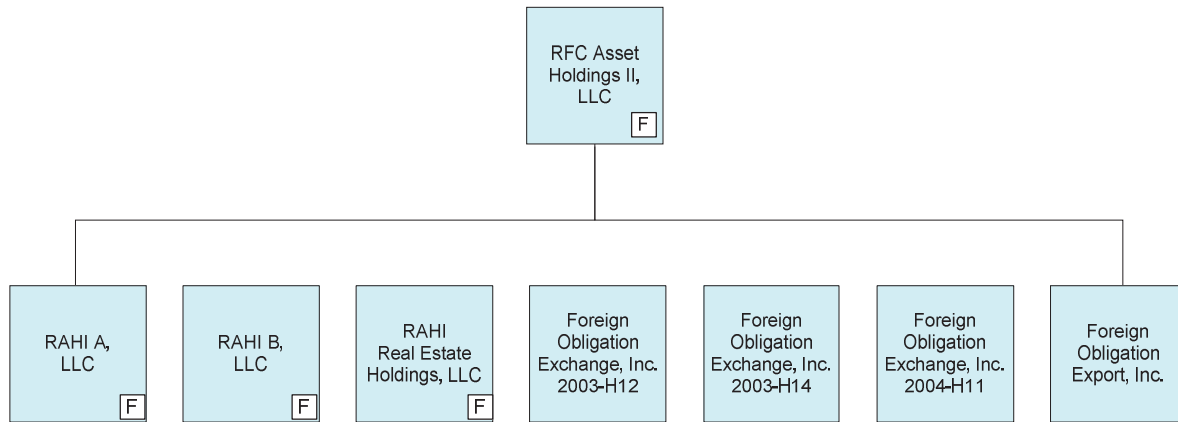 RFC Asset
Holdings II,
LLC
F
RAHI A,
LLC
F
RAHI B,
LLC
F
RAHI
Real Estate
Holdings, LLC
F
Foreign
Obligation
Exchange, Inc.
2003-H12
Foreign
Obligation
Exchange, Inc.
2003-H14
Foreign
Obligation
Exchange, Inc.
2004-H11
Foreign
Obligation
Export, Inc.